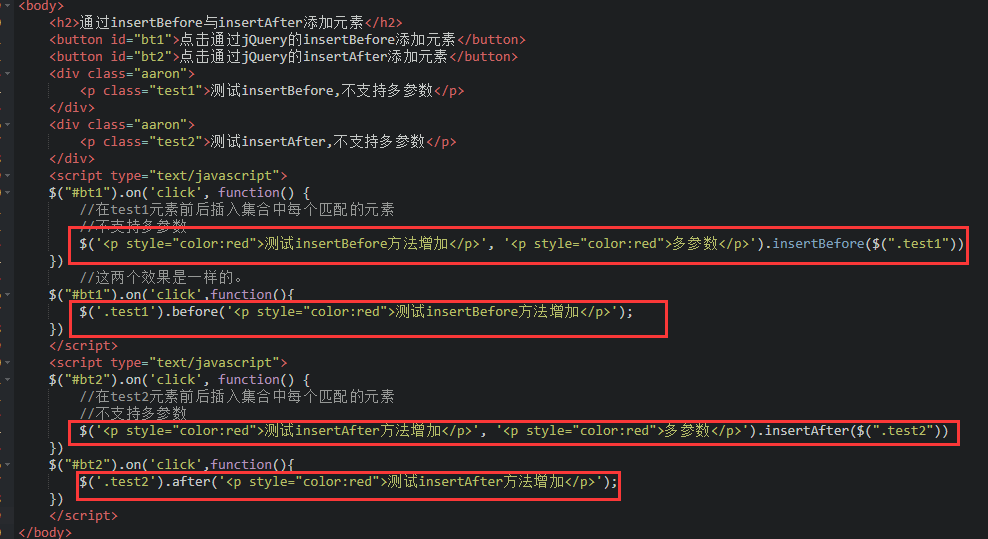 <body>
<h2>通过insertBefore与insertAfter添加元素</h2>
<button id="bt1">点击通过jQuery的insertBefore添加元素</button>
<button id="bt2">点击通过jQuery的insertAfter添加元素</button>
<div class="aaron">
<p class="test1">测试insertBefore,不支持多参数</p>
</div>
<div class="aaron">
<p class="test2">测试insertAfter,不支持多参数</p>
</div>
<script type="text/javascript">
$("#bt1").on('click', function() {
//在test1元素前后插入集合中每个匹配的元素
//不支持多参数
$('<p style="color:red">测试insertBefore方法增加</p>', '<p style="color:red">多参数</p>').insertBefore($(".test1"))
})
//这两个效果是一样的。
$("#bt1").on('click',function(){
$('.test1').before('<p style="color:red">测试insertBefore方法增加</p>');
})
</script>
<script type="text/javascript">
$("#bt2").on('click', function() {
//在test2元素前后插入集合中每个匹配的元素
//不支持多参数
$('<p style="color:red">测试insertAfter方法增加</p>', '<p style="color:red">多参数</p>').insertAfter($(".test2"))
})
$("#bt2").on('click',function(){
$('.test2').after('<p style="color:red">测试insertAfter方法增加</p>');
})
</script>
</body>